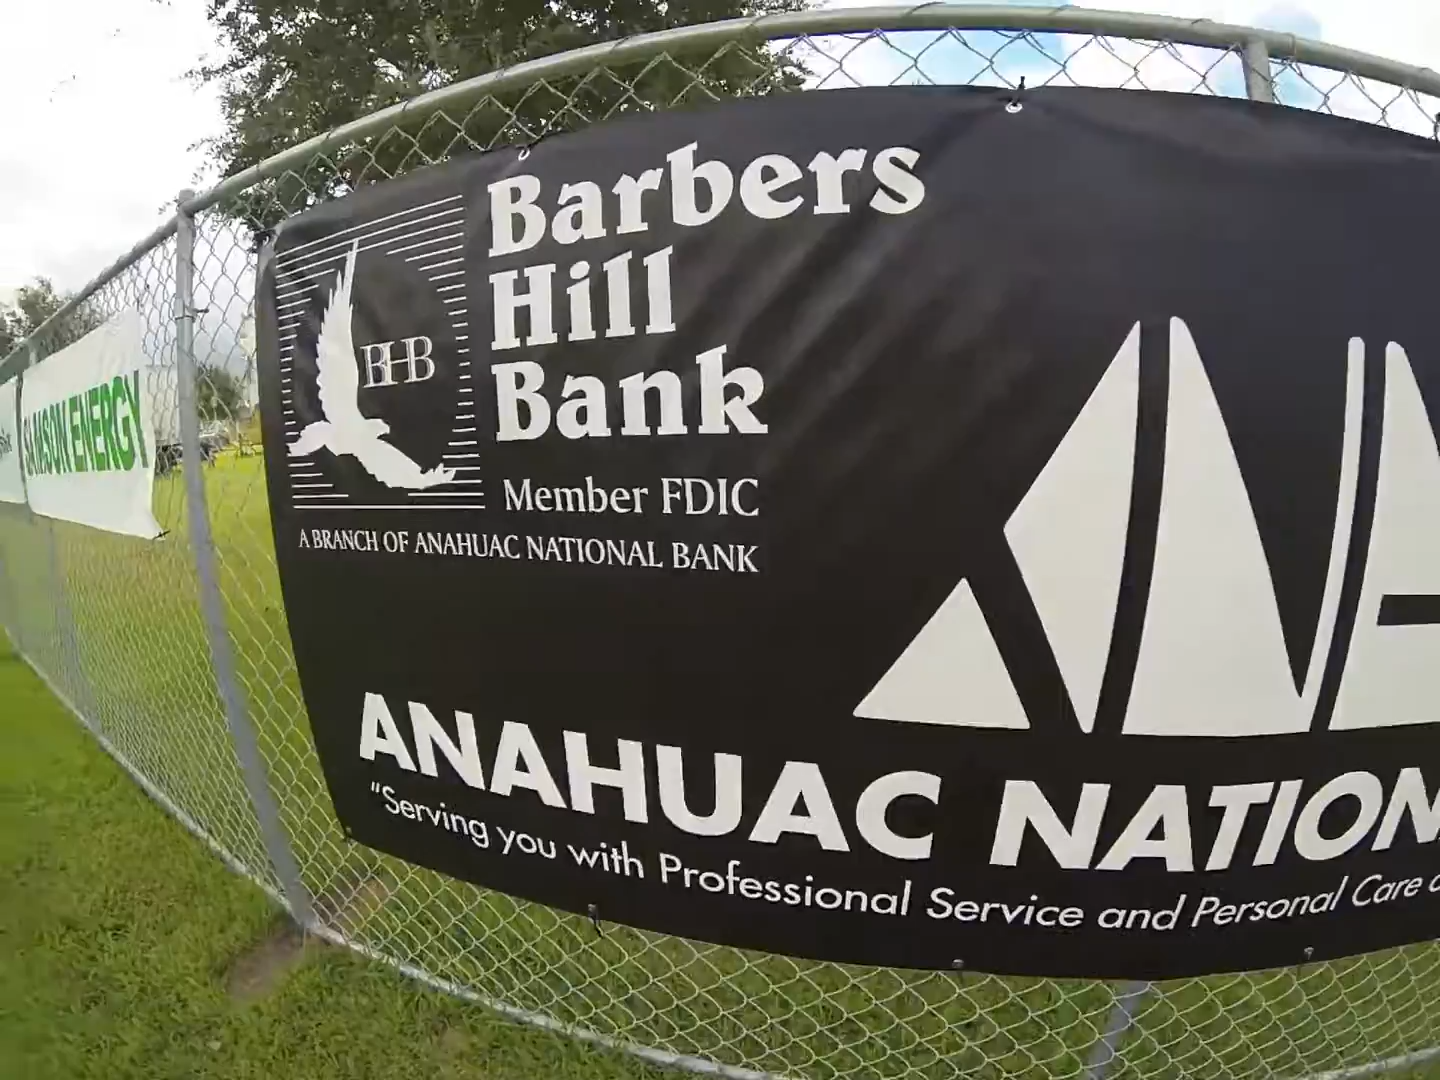 Barbers
Hill
Bank
BHB
Member FDIC
A BRANCH OF ANAHUAC NATIONAL BANK
ANAHUAC NATION
"Serving you with Professional Service and Personal Care
SAMSON ENERGY